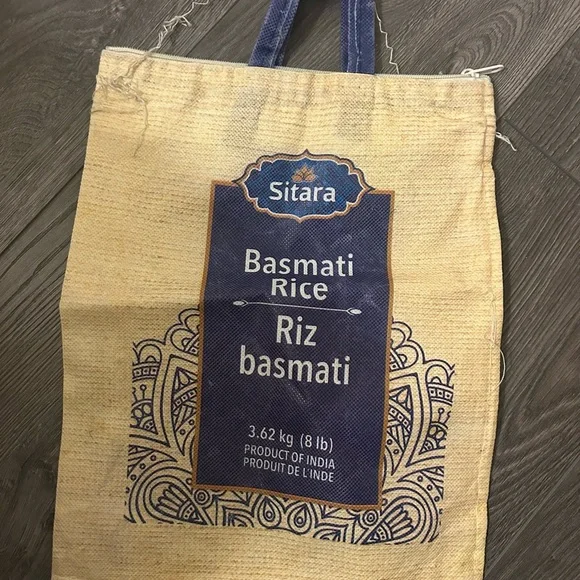 Sitara
Basmati
Rice
Riz
basmati
3.62 kg (8 lb)
PRODUCT OF INDIA
PRODUIT DE L'INDE